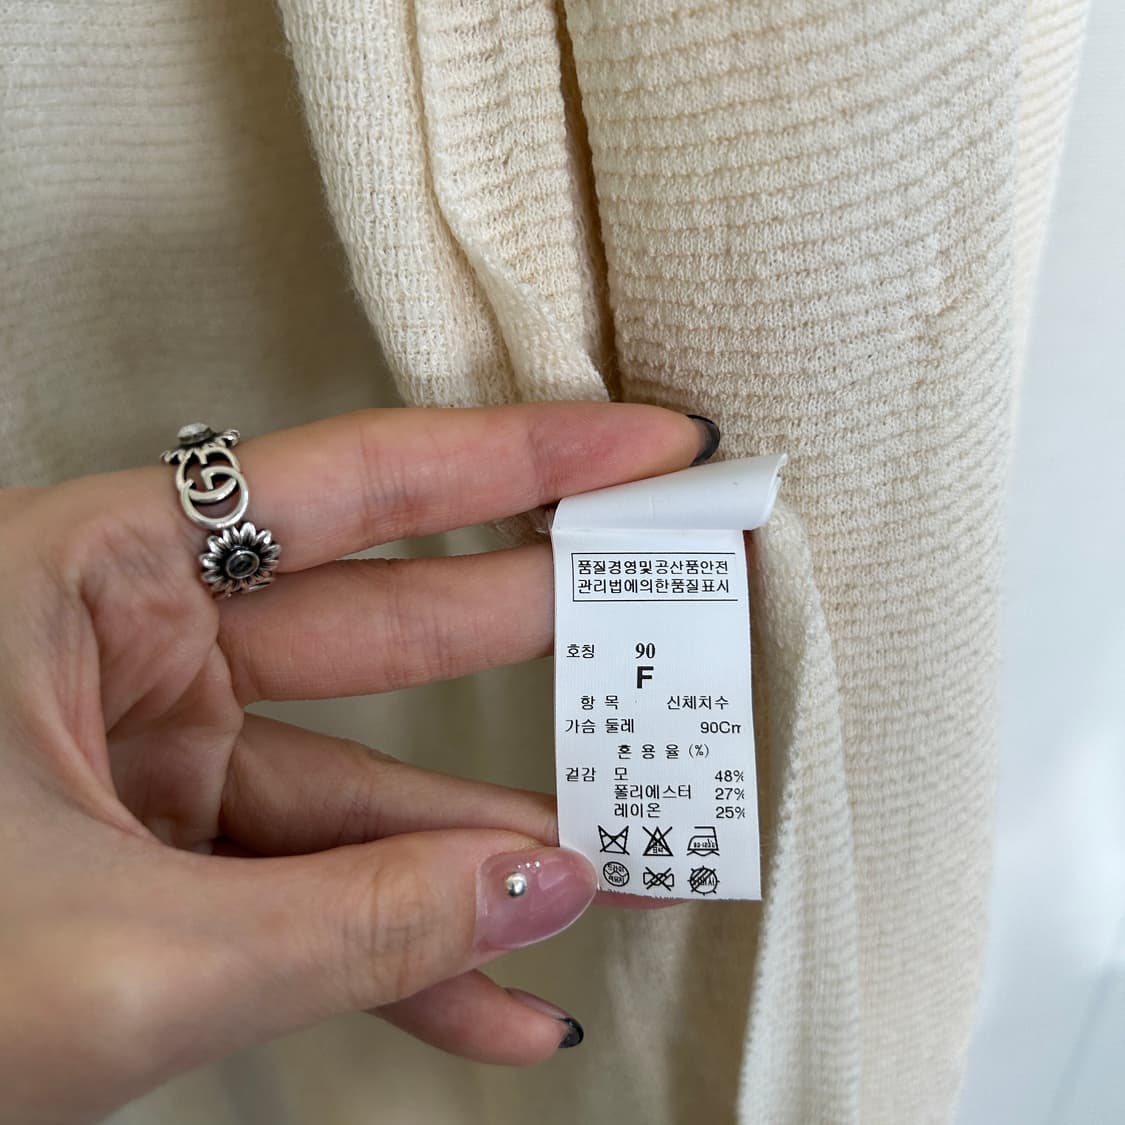 품질경영및공산품안전
관리법에의한품질표시
호칭 90
F
항 목 신체치수
가슴 둘레 90Cm
혼 용 율 (%)
겉감 모 48%
폴리에스터 27%
레이온 25%